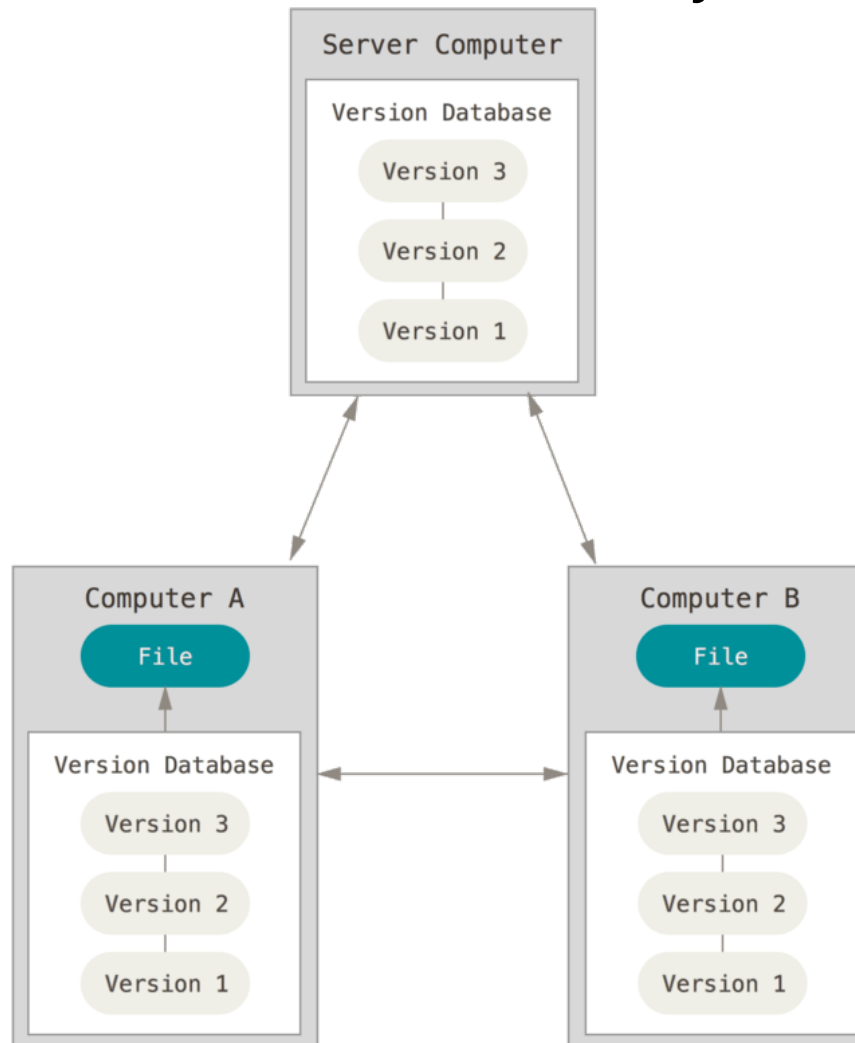 Server Computer
Version Database
Version 3
Version 2
Version 1
Computer A
File
Version Database
Version 3
Version 2
Version 1
Computer B
File
Version Database
Version 3
Version 2
Version 1